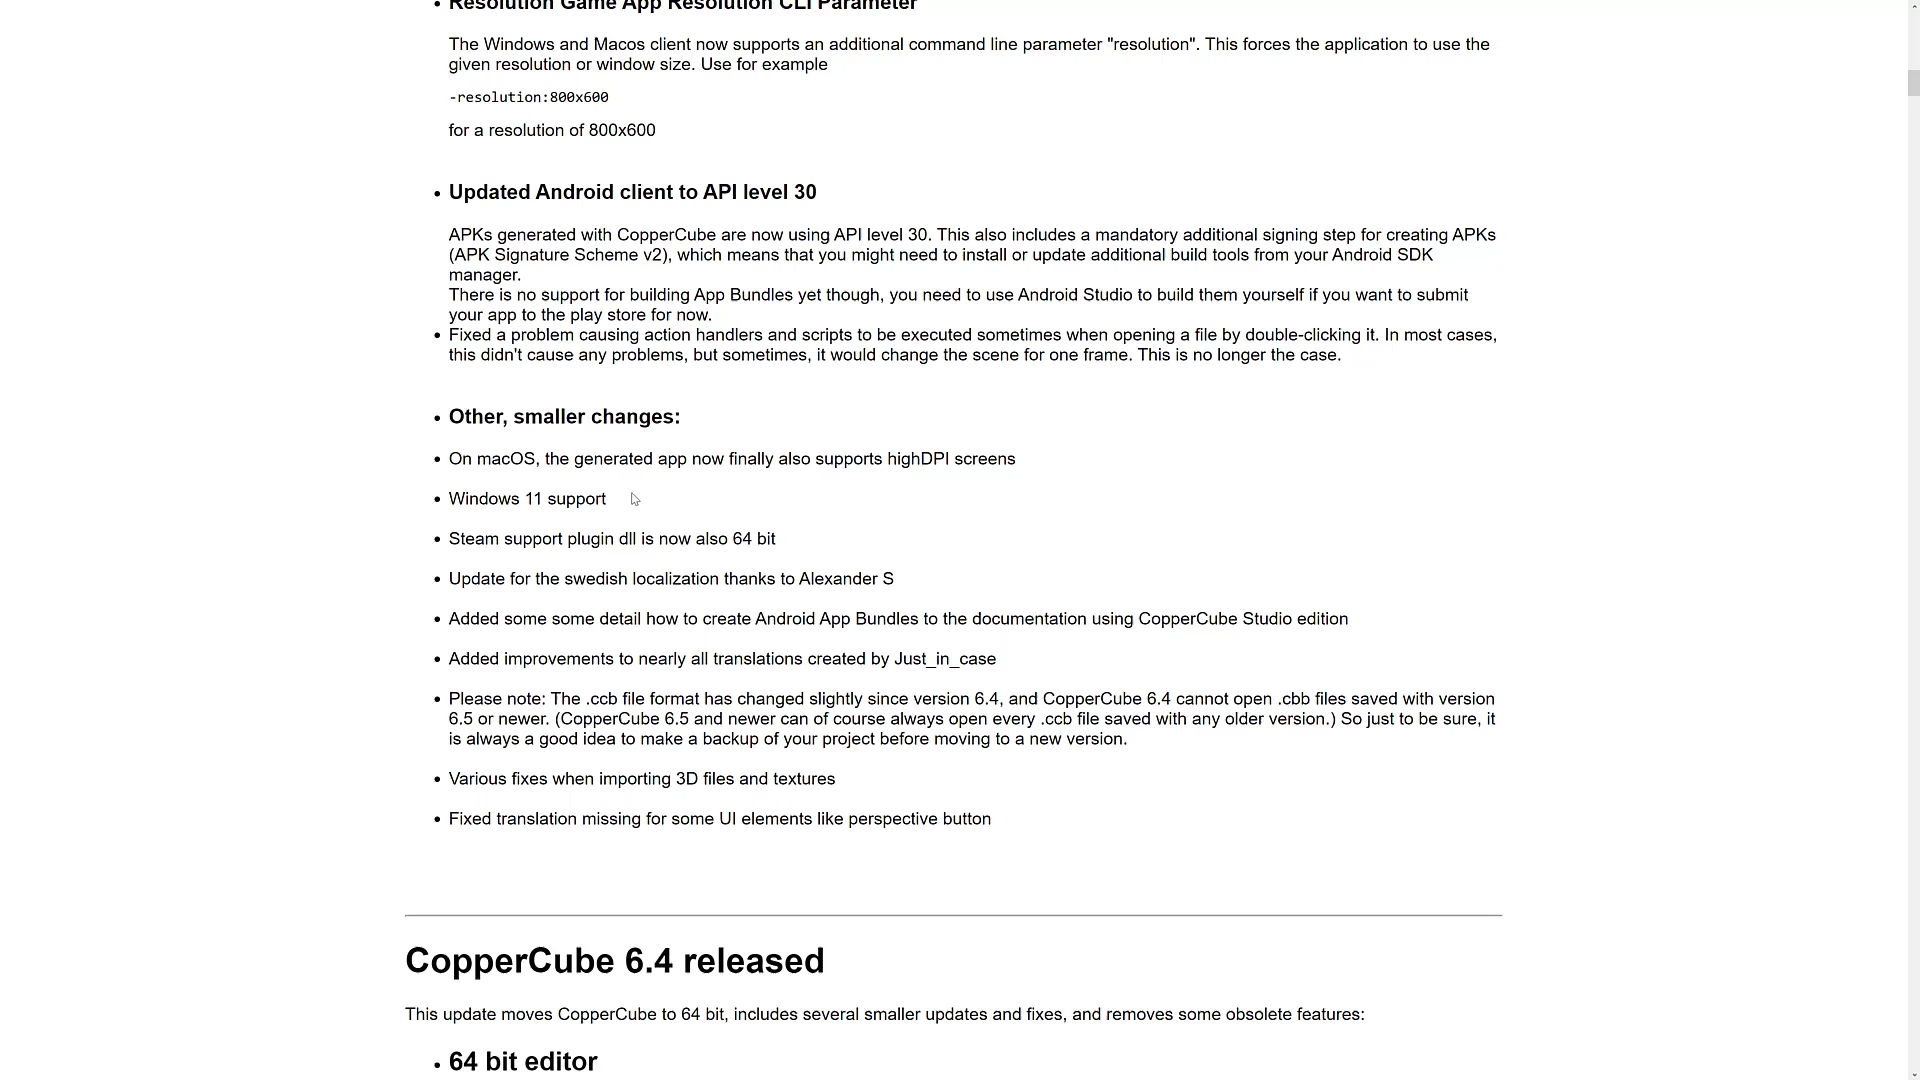 Resolution Game App Resolution CLI Parameter
The Windows and Macos client now supports an additional command line parameter "resolution". This forces the application to use the
given resolution or window size. Use for example
-resolution:800x600
for a resolution of 800x600
Updated Android client to API level 30
APKs generated with CopperCube are now using API level 30. This also includes a mandatory additional signing step for creating APKs
(APK Signature Scheme v2), which means that you might need to install or update additional build tools from your Android SDK
manager.
There is no support for building App Bundles yet though, you need to use Android Studio to build them yourself if you want to submit
your app to the play store for now.
Fixed a problem causing action handlers and scripts to be executed sometimes when opening a file by double-clicking it. In most cases,
this didn't cause any problems, but sometimes, it would change the scene for one frame. This is no longer the case.
Other, smaller changes:
On macOS, the generated app now finally also supports highDPI screens
Windows 11 support
Steam support plugin dll is now also 64 bit
Update for the swedish localization thanks to Alexander S
Added some some detail how to create Android App Bundles to the documentation using CopperCube Studio edition
Added improvements to nearly all translations created by Just_in_case
Please note: The .ccb file format has changed slightly since version 6.4, and CopperCube 6.4 cannot open .cbb files saved with version
6.5 or newer. (CopperCube 6.5 and newer can of course always open every .ccb file saved with any older version.) So just to be sure, it
is always a good idea to make a backup of your project before moving to a new version.
Various fixes when importing 3D files and textures
Fixed translation missing for some UI elements like perspective button
CopperCube 6.4 released
This update moves CopperCube to 64 bit, includes several smaller updates and fixes, and removes some obsolete features:
64 bit editor